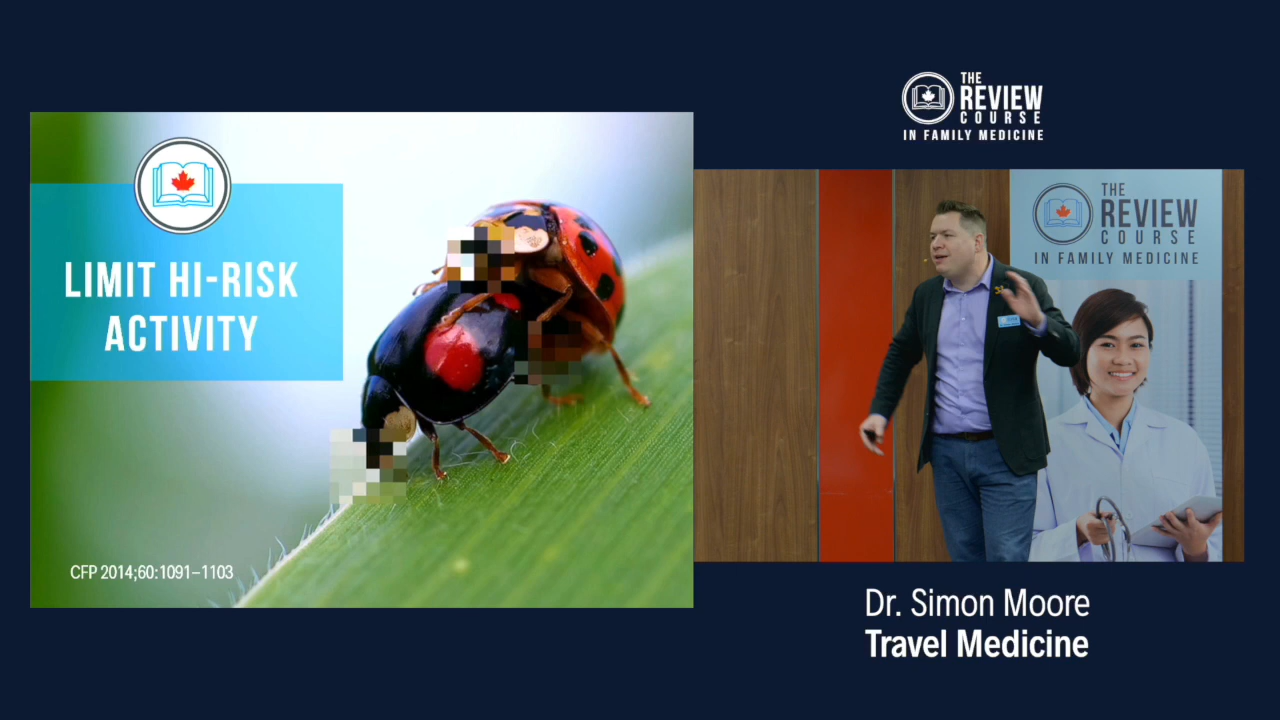 LIMIT HI-RISK
ACTIVITY
CFP 2014;60:1091–1103
THE
REVIEW
COURSE
IN FAMILY MEDICINE
THE
REVIEW
COURSE
IN FAMILY MEDICINE
Dr. Simon Moore
Travel Medicine